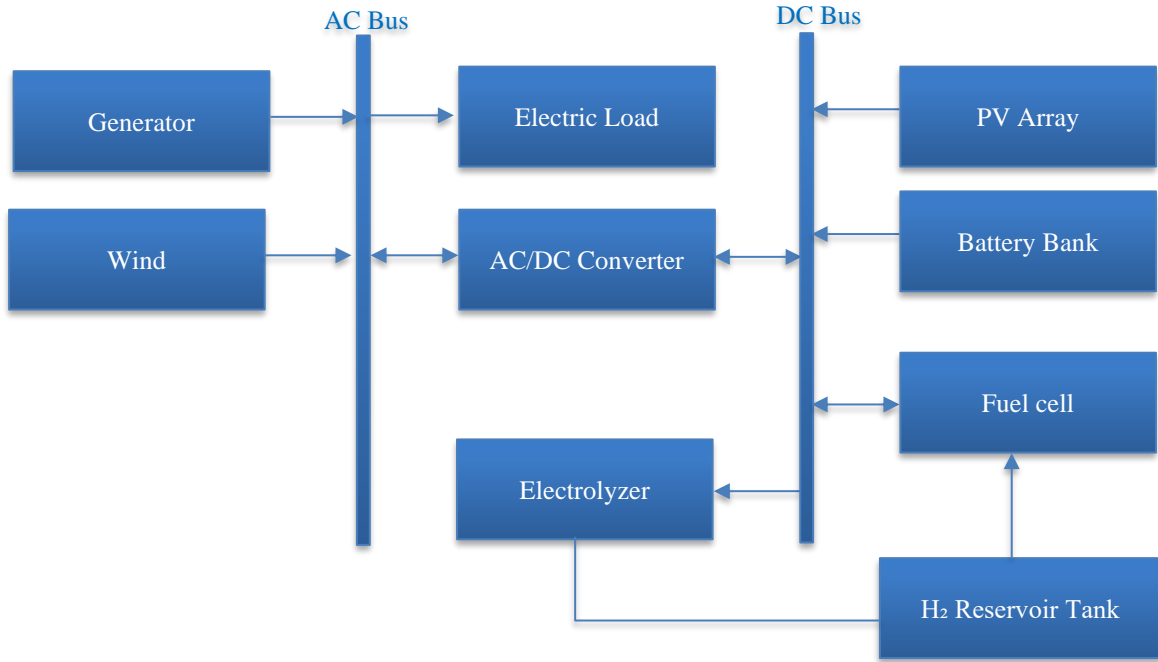 AC Bus
DC Bus
Generator
Electric Load
PV Array
Wind
AC/DC Converter
Battery Bank
Fuel cell
Electrolyzer
H₂ Reservoir Tank